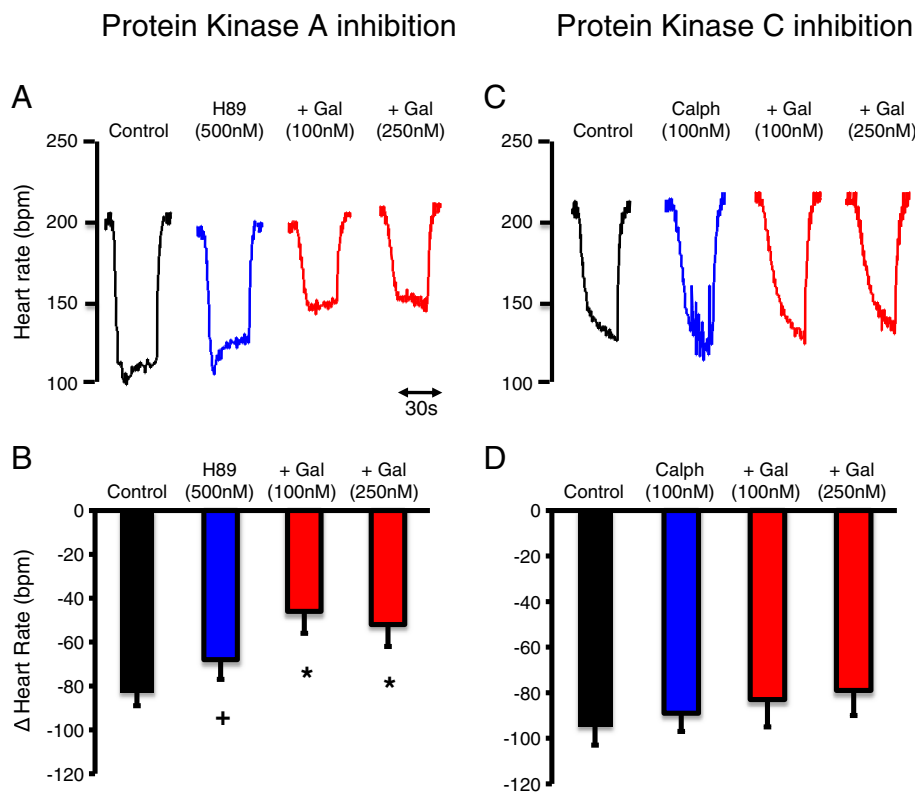 Protein Kinase A inhibition
Protein Kinase C inhibition
A
Control
H89
(500nM)
+ Gal
(100nM)
+ Gal
(250nM)
Heart rate (bpm)
250
200
150
100
30s
C
Control
Calph
(100nM)
+ Gal
(100nM)
+ Gal
(250nM)
250
200
150
100
B
Control
H89
(500nM)
+ Gal
(100nM)
+ Gal
(250nM)
Δ Heart Rate (bpm)
0
-20
-40
-60
-80
-100
-120
+
*
*
D
Control
Calph
(100nM)
+ Gal
(100nM)
+ Gal
(250nM)
0
-20
-40
-60
-80
-100
-120